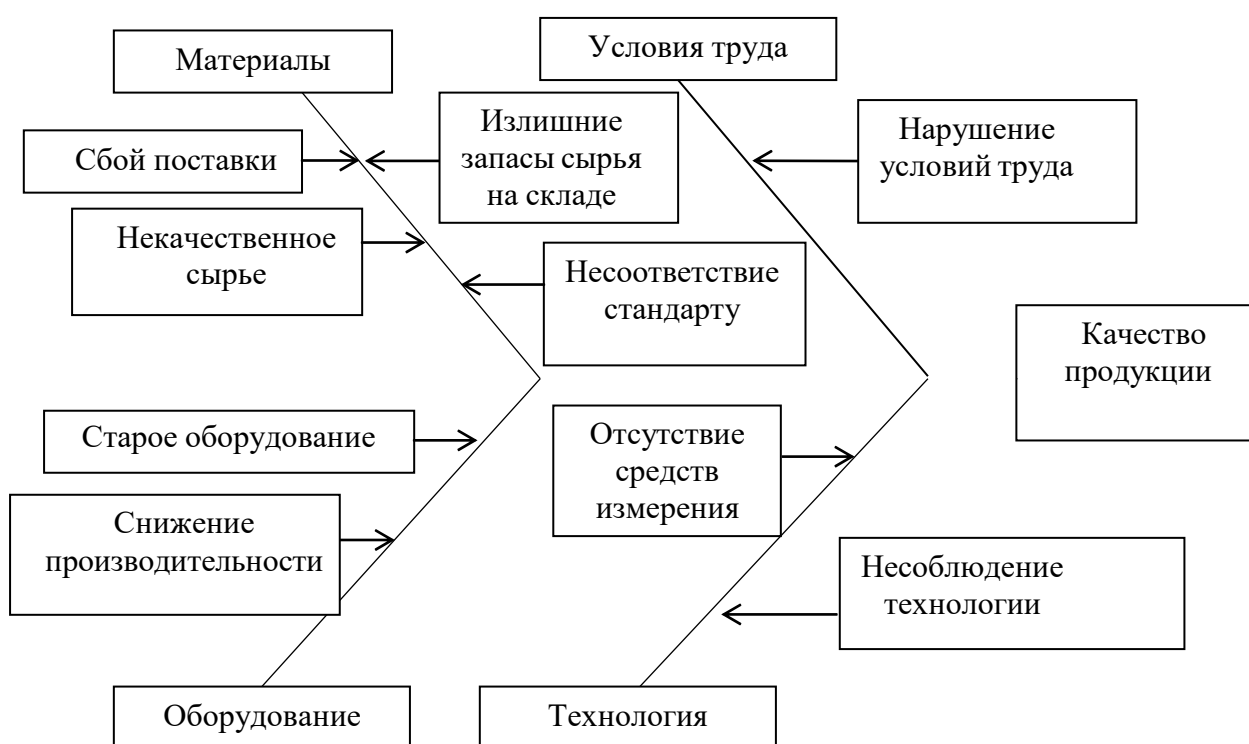 Материалы
Условия труда
Сбой поставки
Излишние
запасы сырья
на складе
Нарушение
условий труда
Некачественное
сырье
Несоответствие
стандарту
Качество
продукции
Старое оборудование
Отсутствие
средств
измерения
Снижение
производительности
Несоблюдение
технологии
Оборудование
Технология